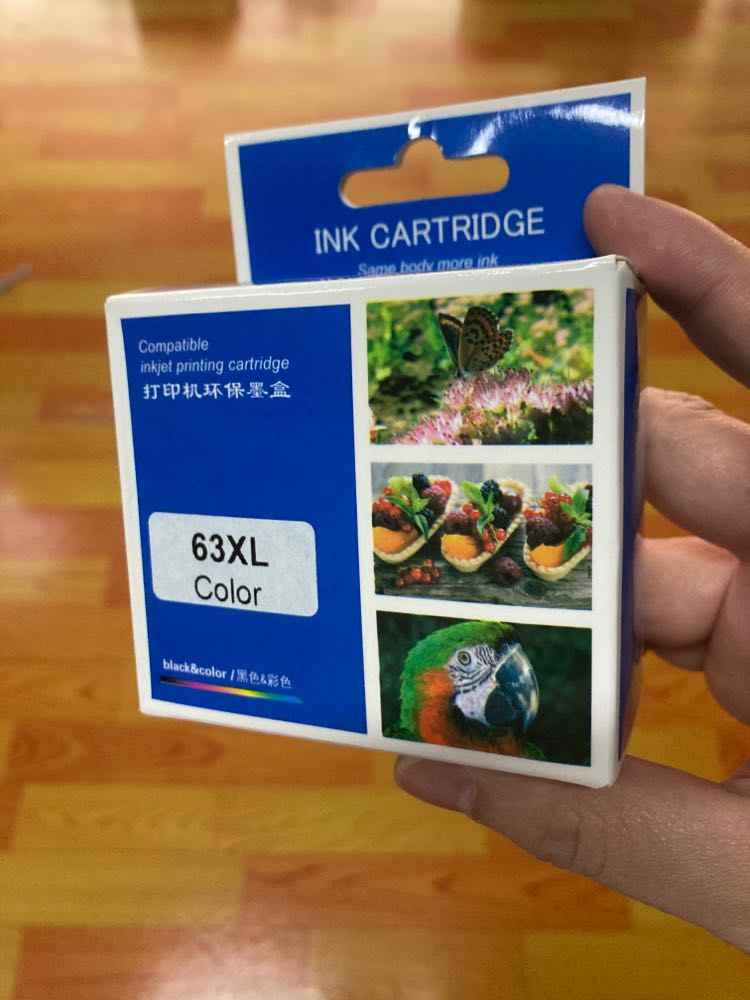 INK CARTRIDGE
Same body more ink
Compatible
inkjet printing cartridge
打印机环保墨盒
63XL
Color
black&color / 黑色&彩色